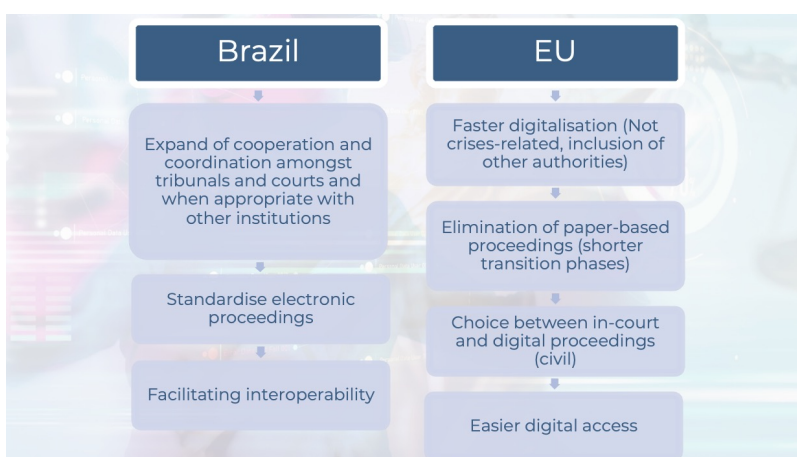 Brazil
Expand of cooperation and
coordination amongst
tribunals and courts and
when appropriate with
other institutions
Standardise electronic
proceedings
Facilitating interoperability
EU
Faster digitalisation (Not
crises-related, inclusion of
other authorities)
Elimination of paper-based
proceedings (shorter
transition phases)
Choice between in-court
and digital proceedings
(civil)
Easier digital access